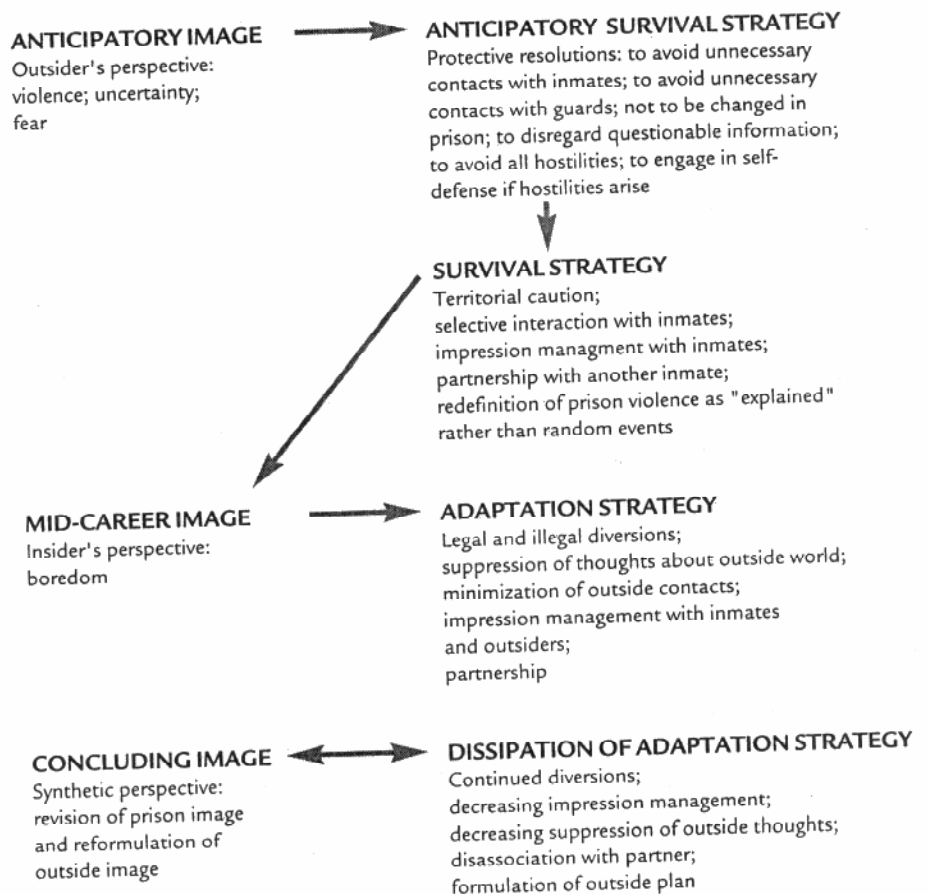 ANTICIPATORY IMAGE
Outsider's perspective:
violence; uncertainty;
fear
ANTICIPATORY SURVIVAL STRATEGY
Protective resolutions: to avoid unnecessary
contacts with inmates; to avoid unnecessary
contacts with guards; not to be changed in
prison; to disregard questionable information;
to avoid all hostilities; to engage in self-
defense if hostilities arise
SURVIVAL STRATEGY
Territorial caution;
selective interaction with inmates;
impression managment with inmates;
partnership with another inmate;
redefinition of prison violence as "explained"
rather than random events
MID-CAREER IMAGE
Insider's perspective:
boredom
ADAPTATION STRATEGY
Legal and illegal diversions;
suppression of thoughts about outside world;
minimization of outside contacts;
impression management with inmates
and outsiders;
partnership
CONCLUDING IMAGE
Synthetic perspective:
revision of prison image
and reformulation of
outside image
DISSIPATION OF ADAPTATION STRATEGY
Continued diversions;
decreasing impression management;
decreasing suppression of outside thoughts;
disassociation with partner;
formulation of outside plan